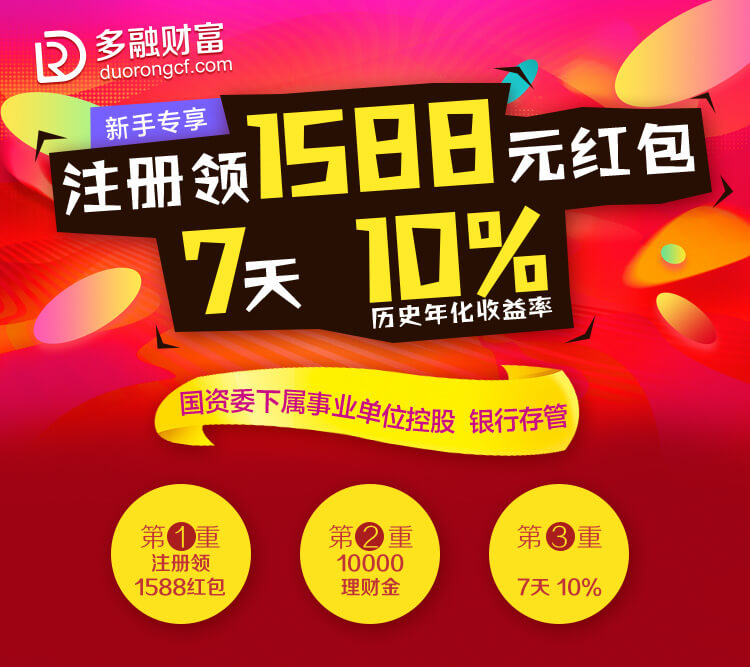 多融财富
duorongcf.com
新手专享
注册领1588元红包
7天 10%
历史年化收益率
国资委下属事业单位控股 银行存管
第1重
注册领
1588红包
第2重
10000
理财金
第3重
7天 10%